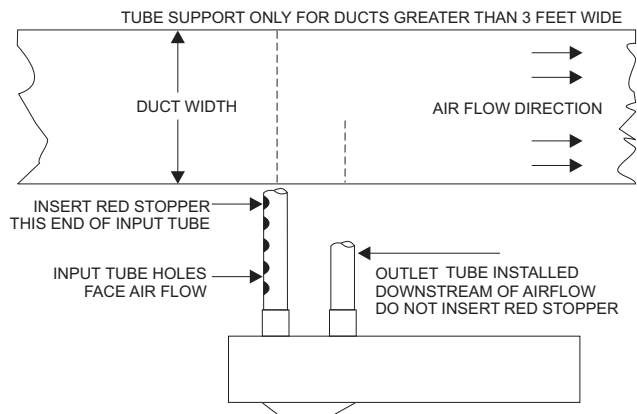 TUBE SUPPORT ONLY FOR DUCTS GREATER THAN 3 FEET WIDE
DUCT WIDTH
AIR FLOW DIRECTION
INSERT RED STOPPER
THIS END OF INPUT TUBE
INPUT TUBE HOLES
FACE AIR FLOW
OUTLET TUBE INSTALLED
DOWNSTREAM OF AIRFLOW
DO NOT INSERT RED STOPPER